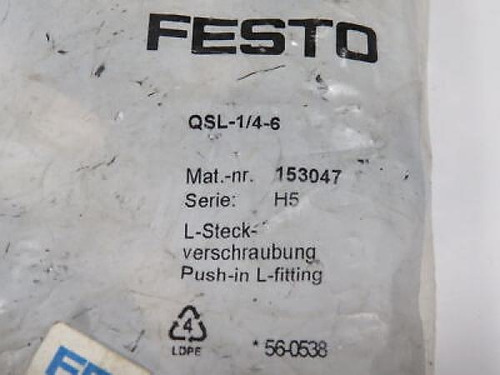 FESTO
QSL-1/4-6
Mat.-nr. 153047
Serie: H5
L-Steck-
verschraubung
Push-in L-fitting
4
LDPE
* 56-0538